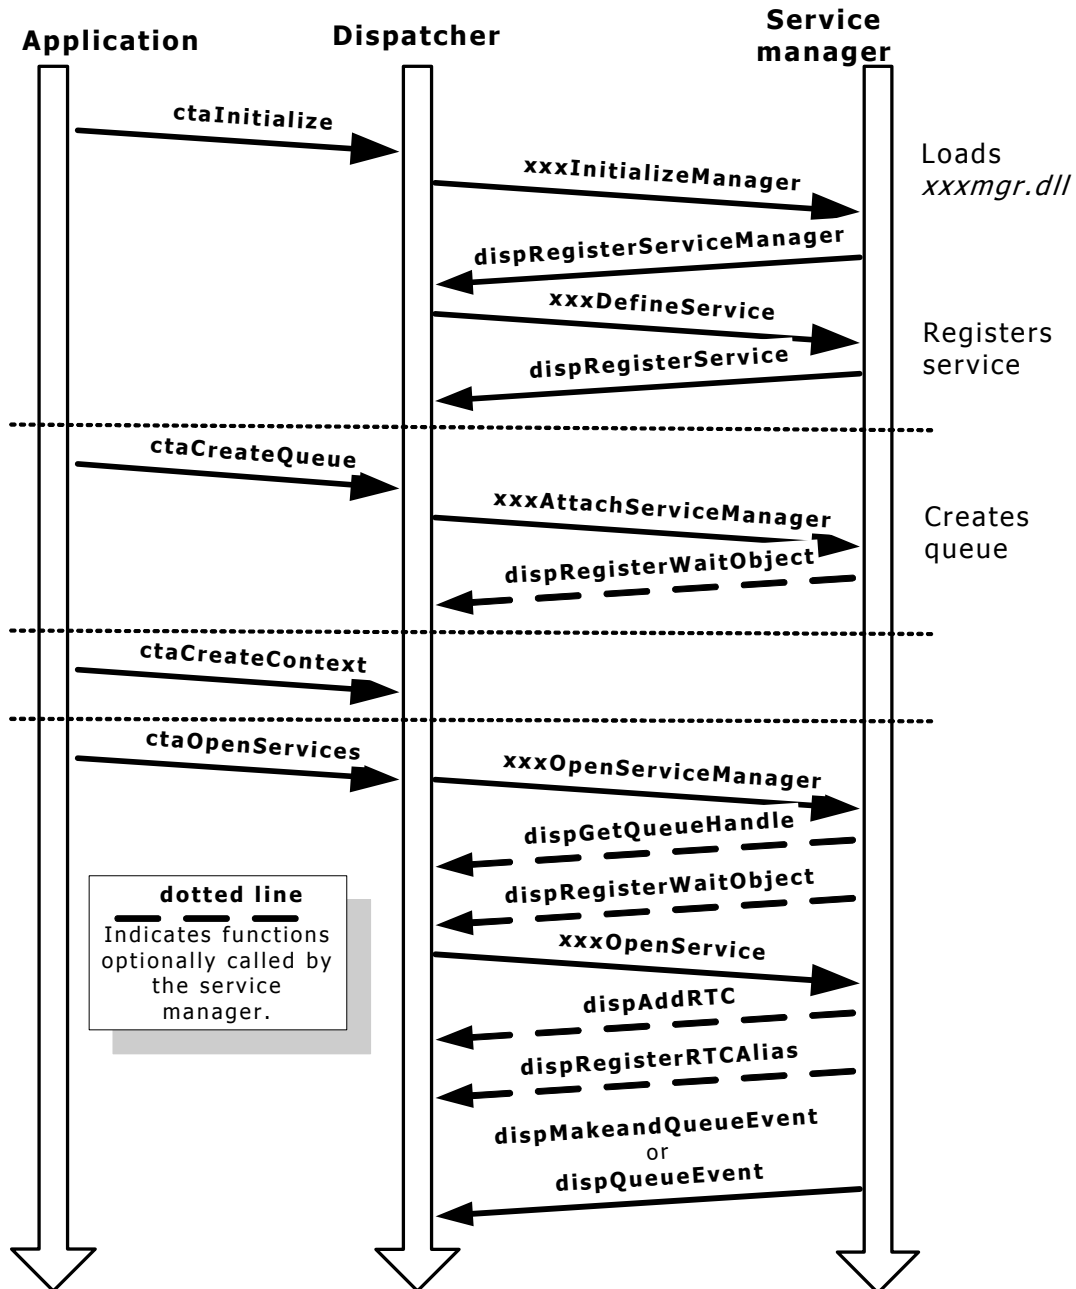 Application
Dispatcher
Service
manager
ctaInitialize
xxxInitializeManager
Loads
xxxmgr.dll
dispRegisterServiceManager
xxxDefineService
Registers
service
dispRegisterService
ctaCreateQueue
xxxAttachServiceManager
Creates
queue
dispRegisterWaitObject
ctaCreateContext
ctaOpenServices
xxxOpenServiceManager
dispGetQueueHandle
dispRegisterWaitObject
dotted line
Indicates functions
optionally called by
the service
manager.
xxxOpenService
dispAddRTC
dispRegisterRTCAlias
dispMakeandQueueEvent
or
dispQueueEvent